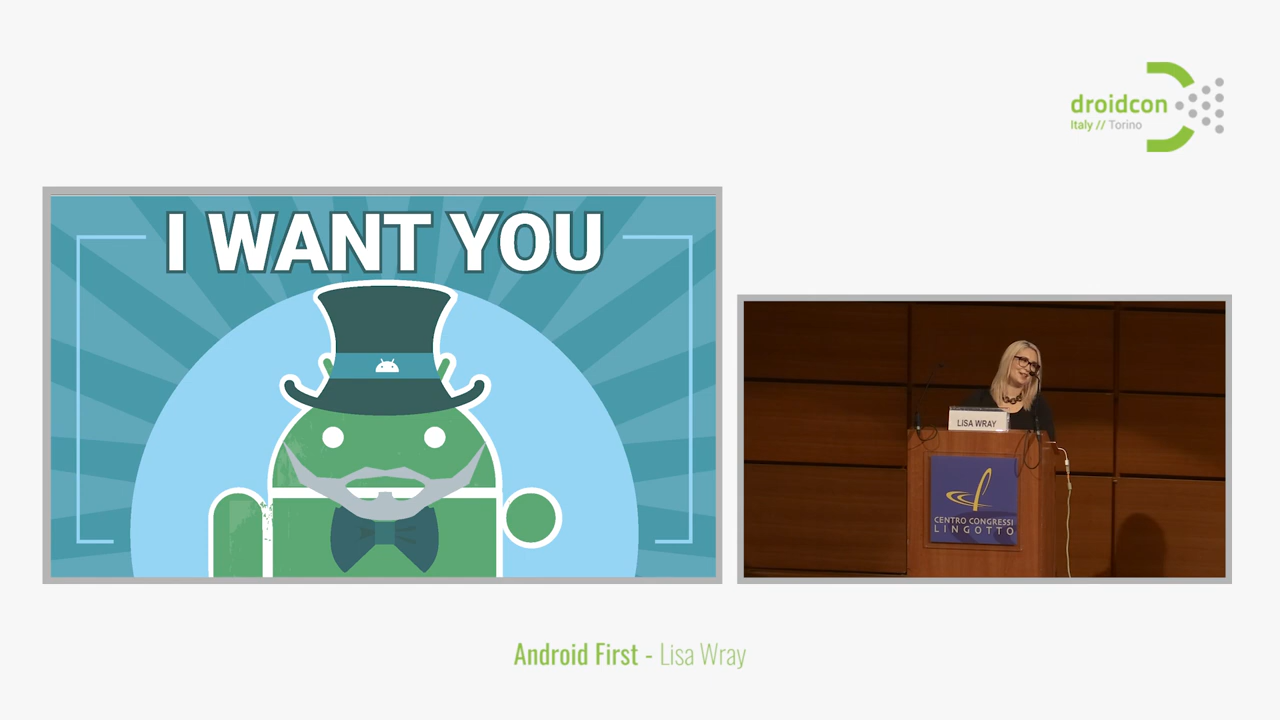 droidcon
Italy // Torino
I WANT YOU
LISA WRAY
CENTRO CONGRESSI
LINGOTTO
Android First - Lisa Wray